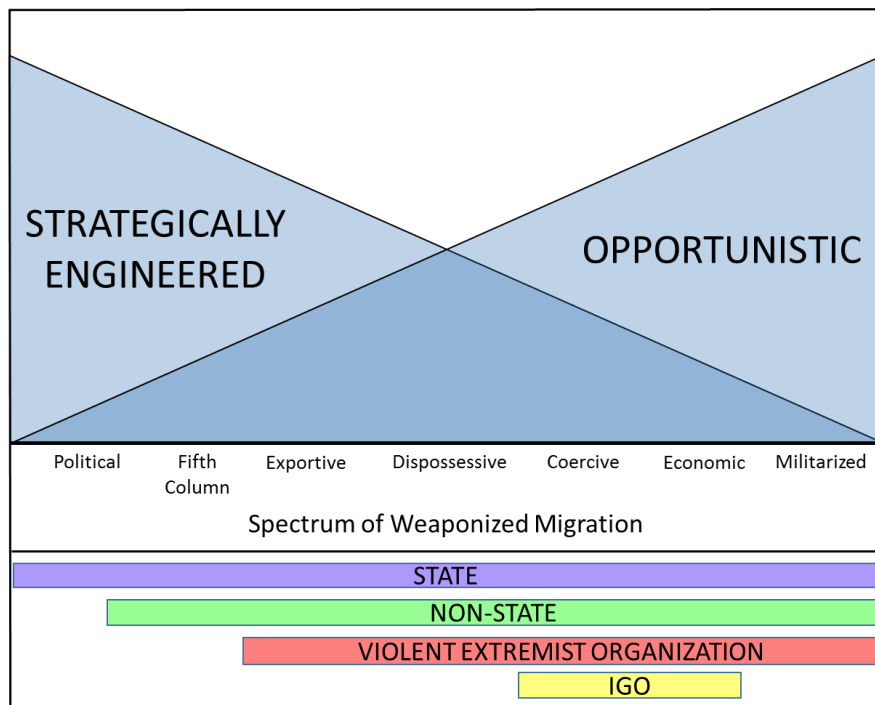 STRATEGICALLY
ENGINEERED
OPPORTUNISTIC
Political Fifth Exportive Dispossessive Coercive Economic Militarized
Column
Spectrum of Weaponized Migration
STATE
NON-STATE
VIOLENT EXTREMIST ORGANIZATION
IGO